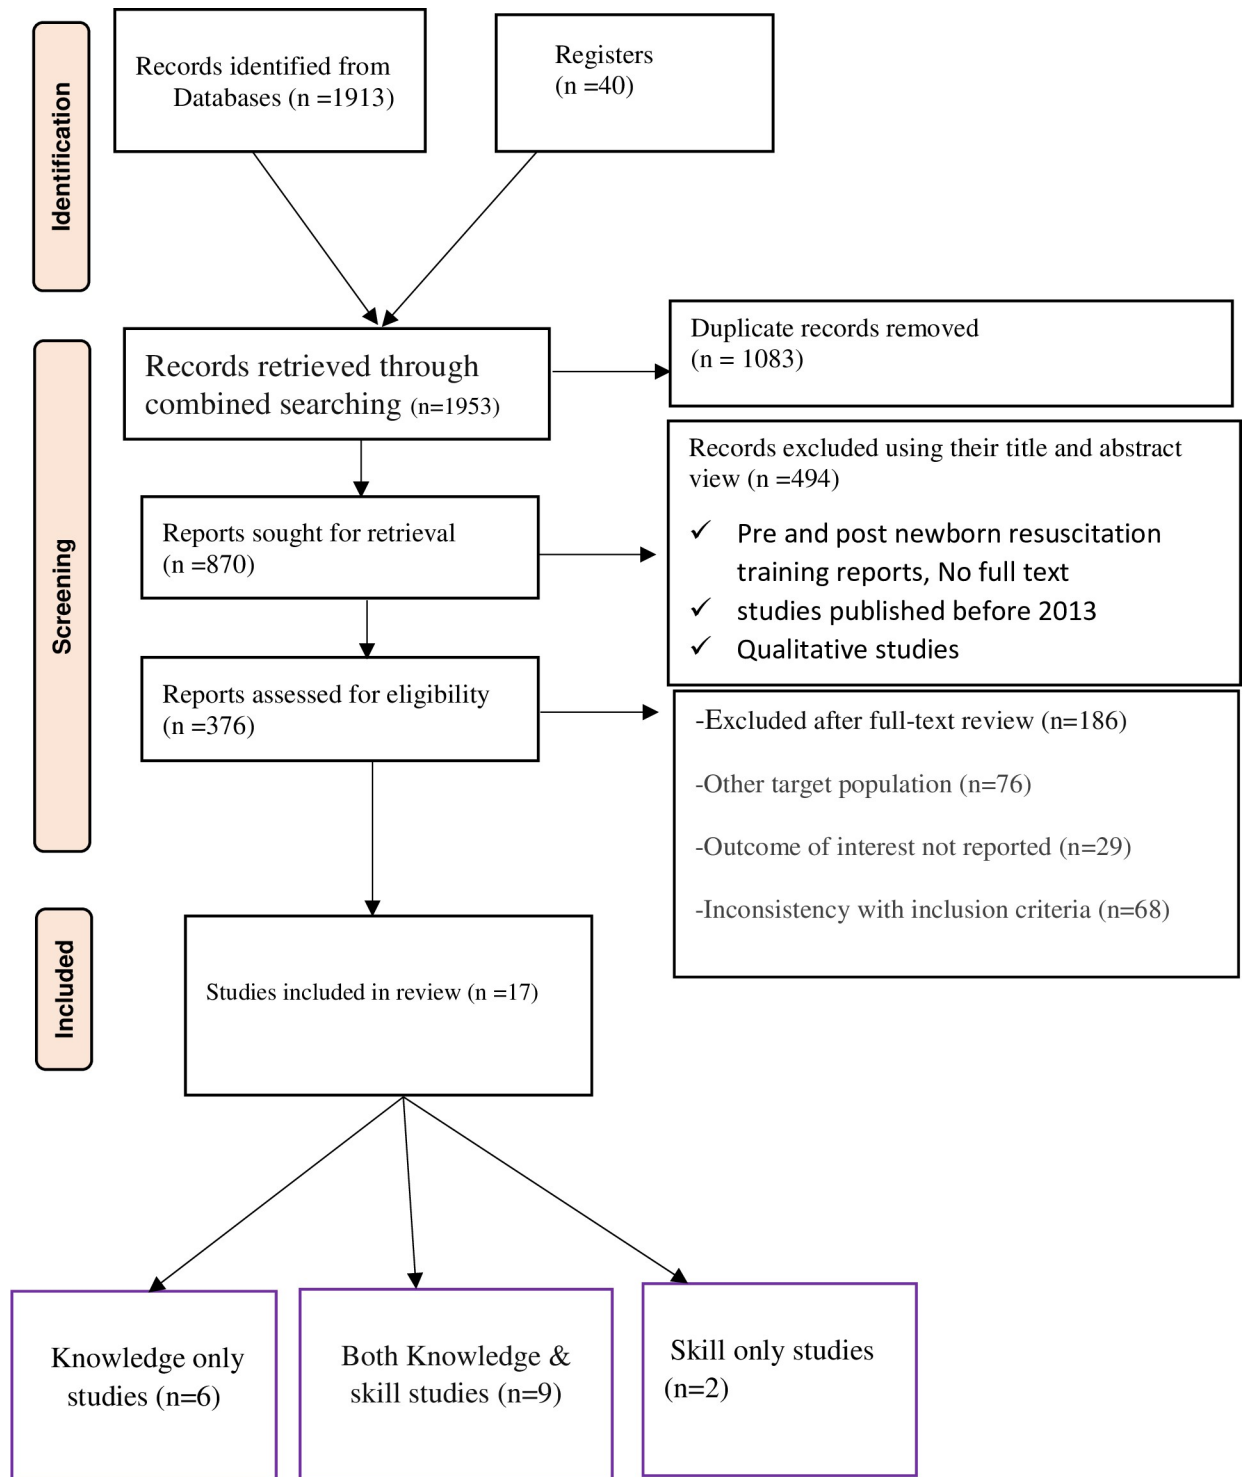 Identification
Records identified from
Databases (n =1913)
Registers
(n =40)
Screening
Records retrieved through
combined searching (n=1953)
Duplicate records removed
(n = 1083)
Reports sought for retrieval
(n =870)
Records excluded using their title and abstract
view (n =494)
✓ Pre and post newborn resuscitation
training reports, No full text
✓ studies published before 2013
✓ Qualitative studies
Reports assessed for eligibility
(n =376)
-Excluded after full-text review (n=186)
-Other target population (n=76)
-Outcome of interest not reported (n=29)
-Inconsistency with inclusion criteria (n=68)
Included
Studies included in review (n =17)
Knowledge only
studies (n=6)
Both Knowledge &
skill studies (n=9)
Skill only studies
(n=2)